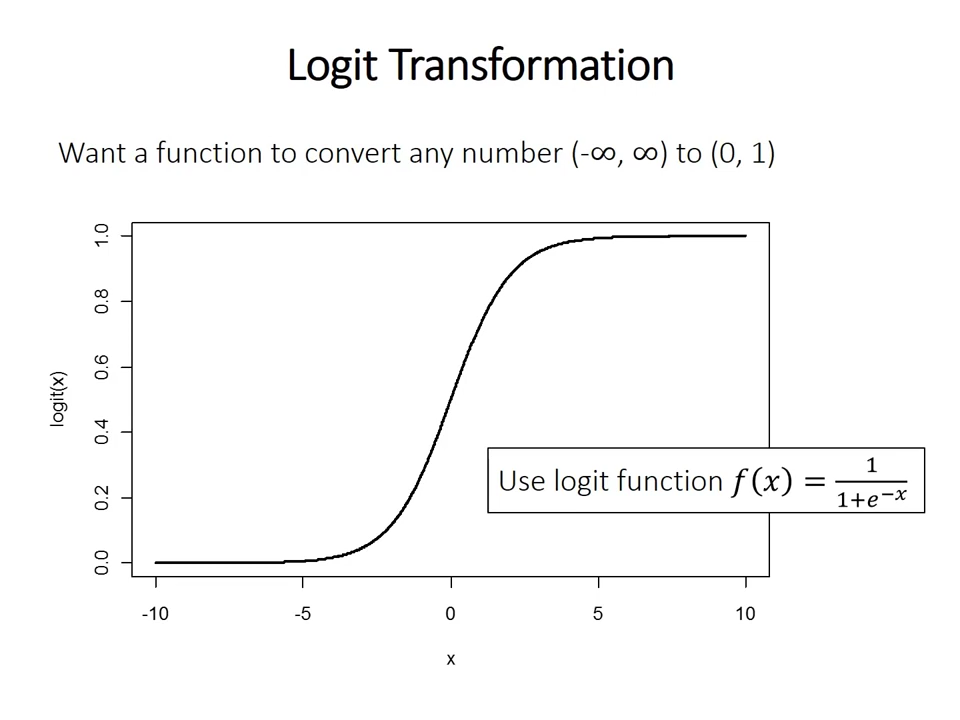 Logit Transformation
Want a function to convert any number (-∞, ∞) to (0, 1)
1.0
0.8
0.6
0.4
0.2
0.0
logit(x)
Use logit function f(x) = 1/(1+e^−x)
-10 -5 0 5 10
x